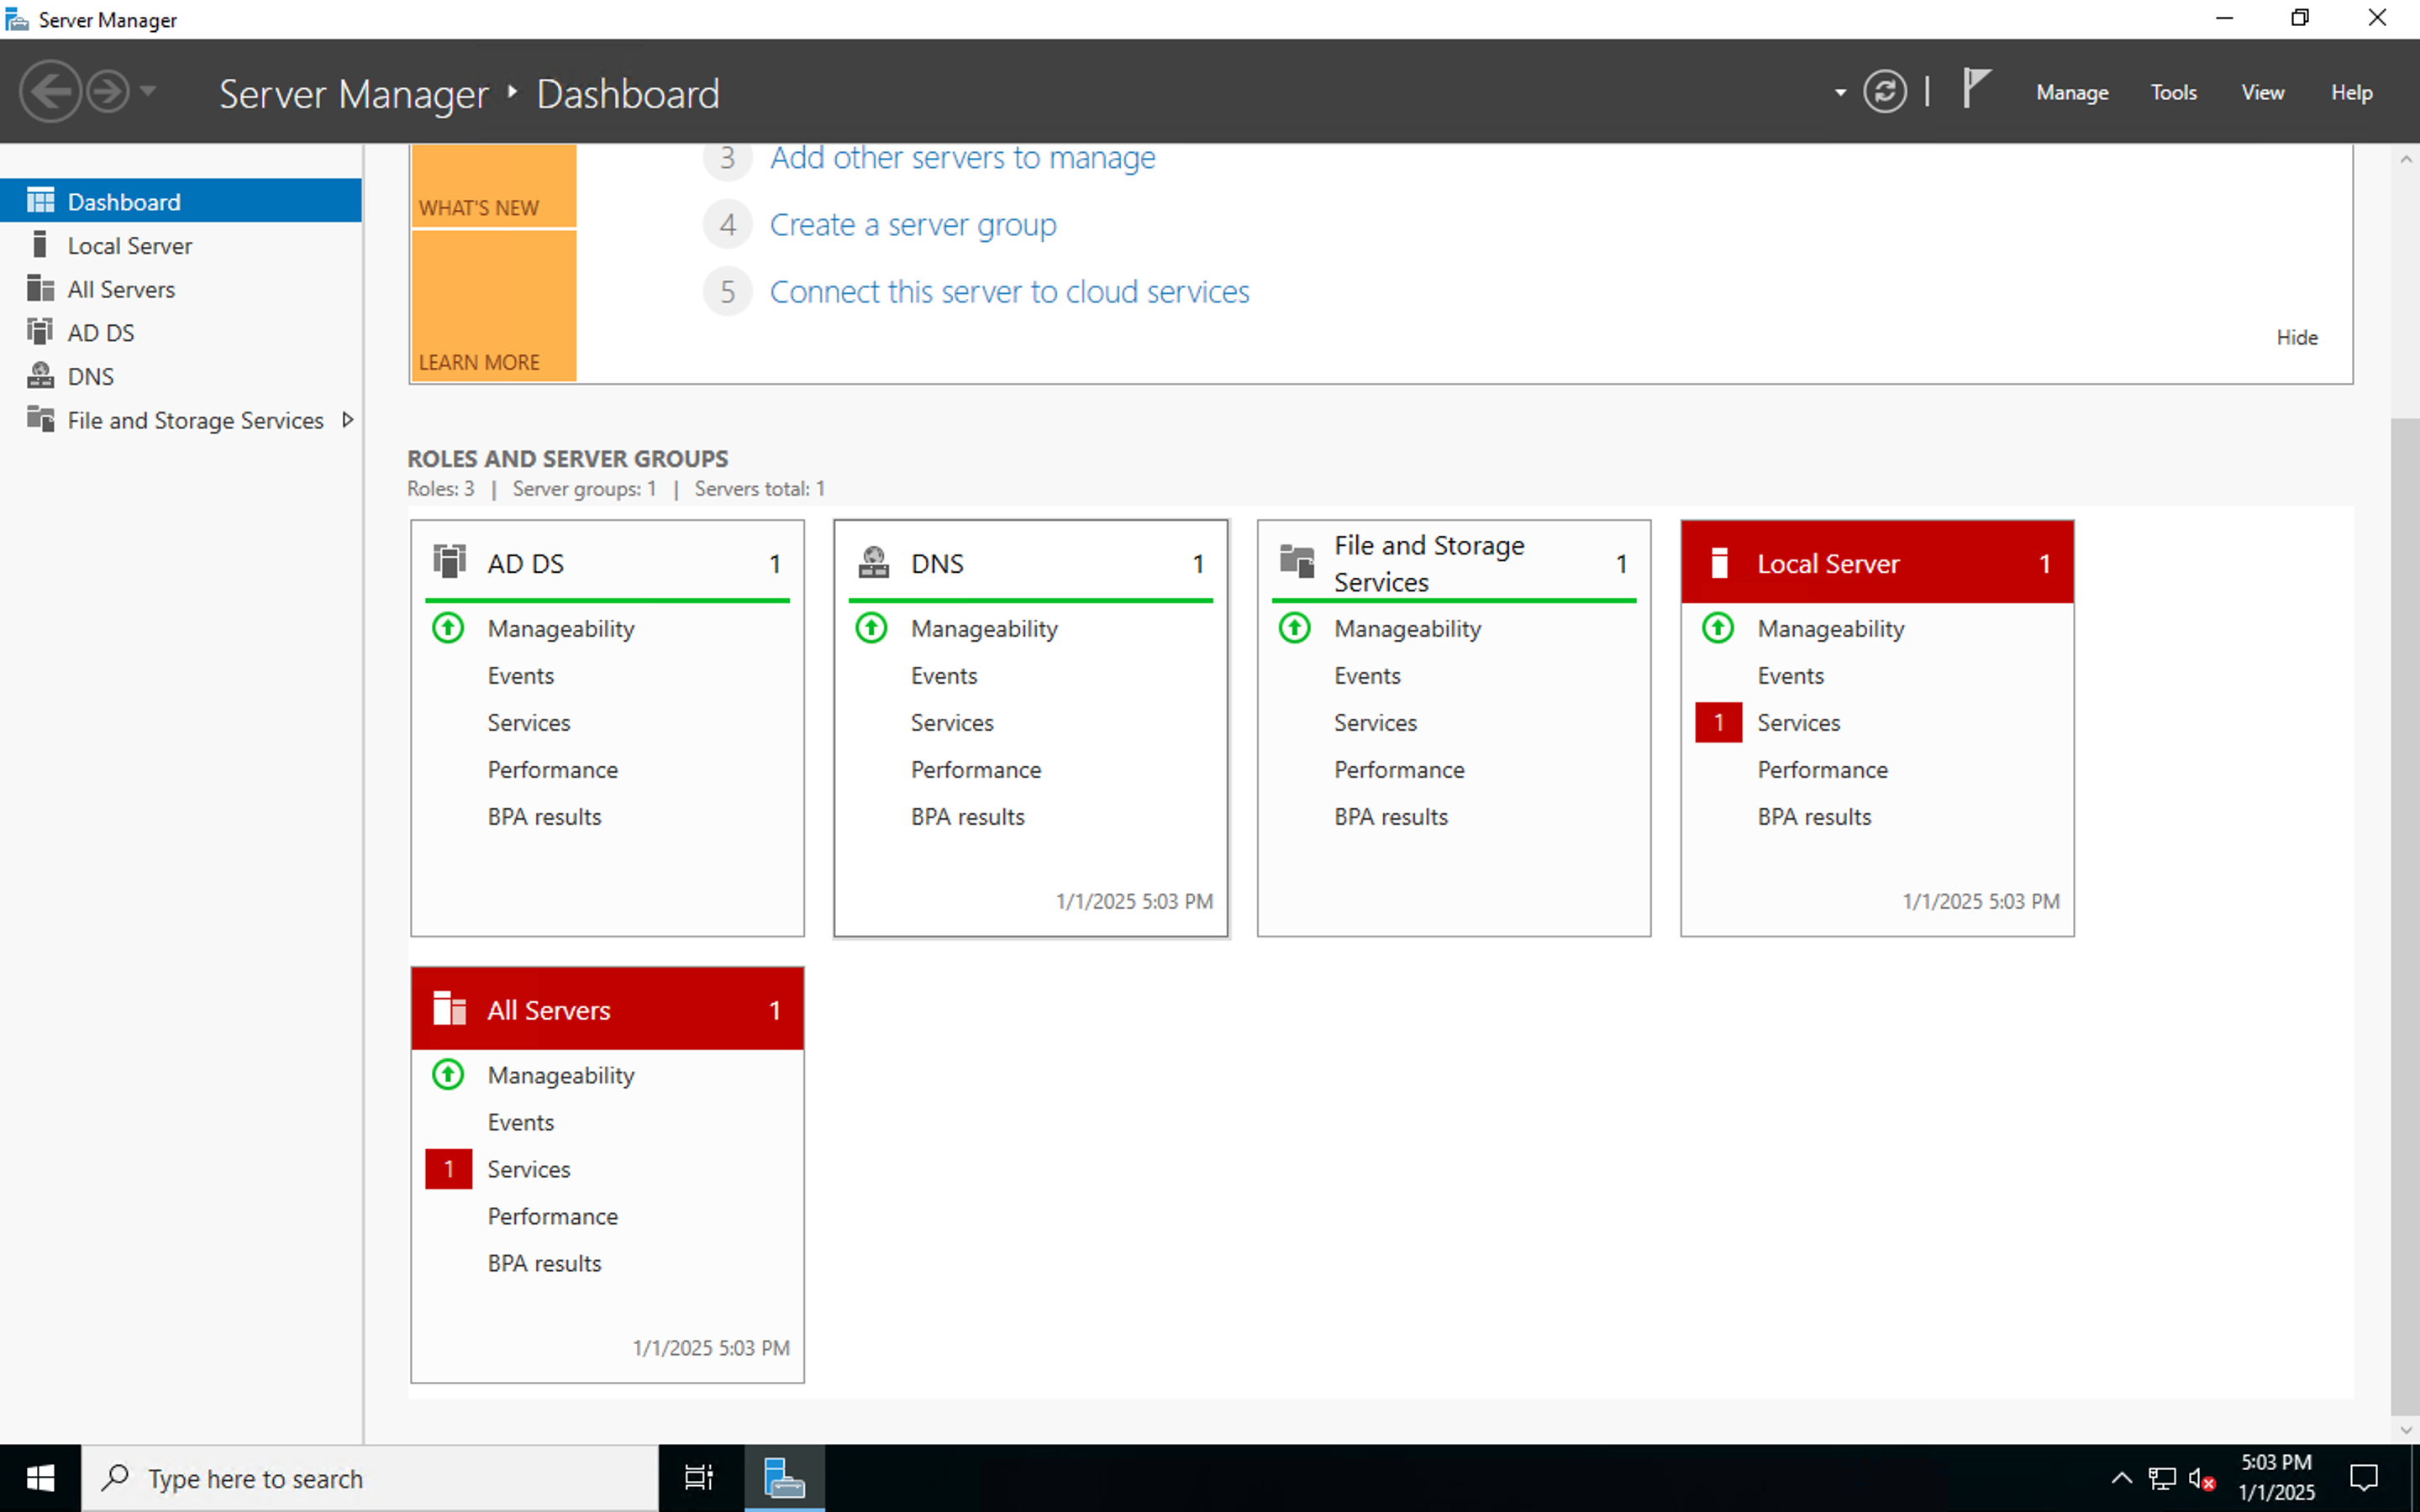 Server Manager
Server Manager Dashboard
Manage Tools View Help
Dashboard
Local Server
All Servers
AD DS
DNS
File and Storage Services
WHAT'S NEW
LEARN MORE
3 Add other servers to manage
4 Create a server group
5 Connect this server to cloud services
Hide
ROLES AND SERVER GROUPS
Roles: 3 | Server groups: 1 | Servers total: 1
AD DS 1
Manageability
Events
Services
Performance
BPA results
DNS 1
Manageability
Events
Services
Performance
BPA results
1/1/2025 5:03 PM
File and Storage
Services 1
Manageability
Events
Services
Performance
BPA results
Local Server 1
Manageability
Events
1 Services
Performance
BPA results
1/1/2025 5:03 PM
All Servers 1
Manageability
Events
1 Services
Performance
BPA results
1/1/2025 5:03 PM
Type here to search
5:03 PM
1/1/2025